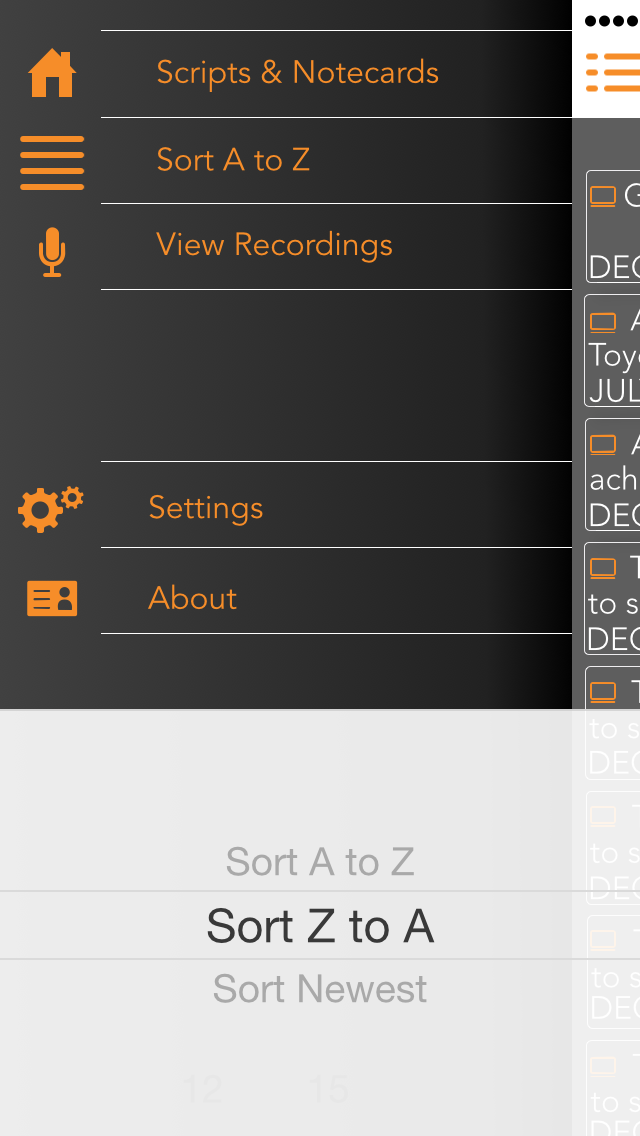 Scripts & Notecards
Sort A to Z
View Recordings
Settings
About
G
DEC
A
Toyo
JULY
A
ach
DEC
T
to s
DEC
T
to s
DEC
to s
DEC
to s
DEC
to s
DEC
Sort A to Z
Sort Z to A
Sort Newest
12 15